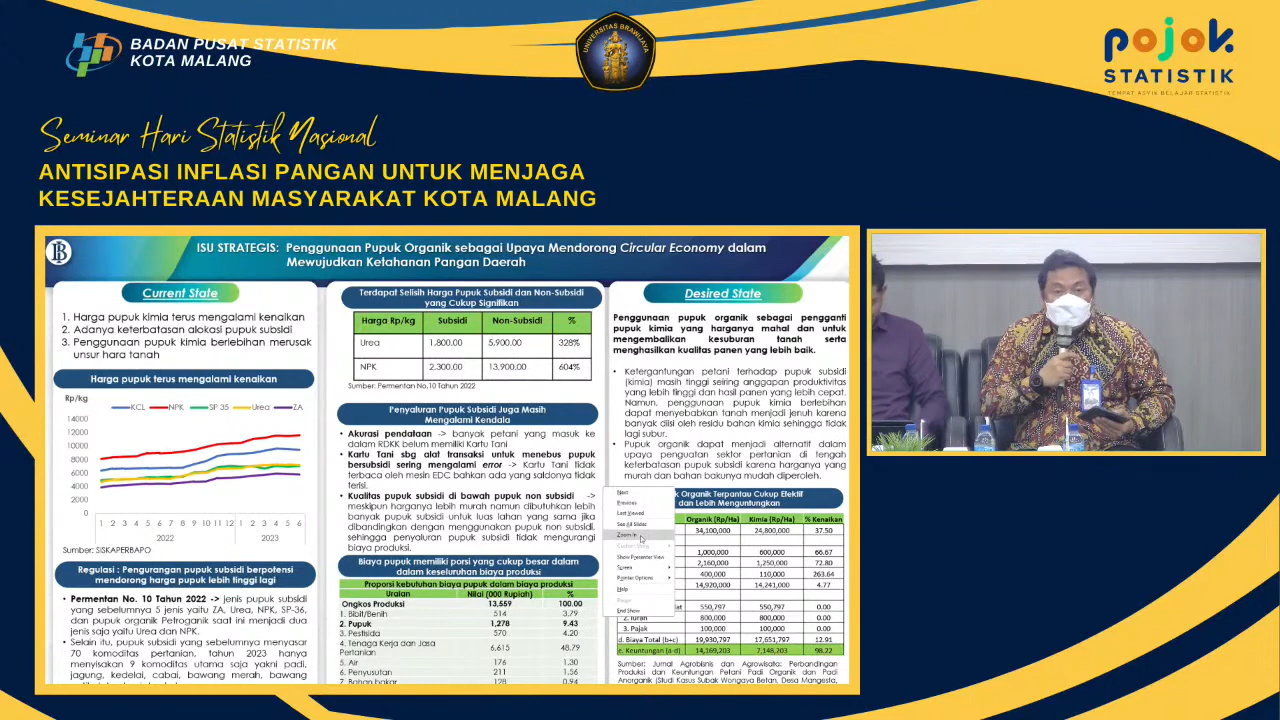 BADAN PUSAT STATISTIK
KOTA MALANG
UNIVERSITAS BRAWIJAYA
pojok
STATISTIK
TEMPAT ASYIK BELAJAR STATISTIK
Seminar Hari Statistik Nasional
ANTISIPASI INFLASI PANGAN UNTUK MENJAGA
KESEJAHTERAAN MASYARAKAT KOTA MALANG
ISU STRATEGIS: Penggunaan Pupuk Organik sebagai Upaya Mendorong Circular Economy dalam
Mewujudkan Ketahanan Pangan Daerah
Current State
1. Harga pupuk kimia terus mengalami kenaikan
2. Adanya keterbatasan alokasi pupuk subsidi
3. Penggunaan pupuk kimia berlebihan merusak
unsur hara tanah
Harga pupuk terus mengalami kenaikan
Rp/kg
KCL NPK SP 35 Urea ZA
14000
12000
10000
8000
6000
4000
2000
0
1 2 3 4 5 6 7 8 9 10 11 12 1 2 3 4 5 6
2022 2023
Sumber: SISKAPERBAPO
Regulasi : Pengurangan pupuk subsidi berpotensi
mendorong harga pupuk lebih tinggi lagi
• Permentan No. 10 Tahun 2022 -> jenis pupuk subsidi
yang sebelumnya 5 jenis yaitu ZA, Urea, NPK, SP-36,
dan pupuk organik Petroganik saat ini menjadi dua
jenis saja yaitu Urea dan NPK.
• Selain itu, pupuk subsidi yang sebelumnya menyasar
70 komoditas pertanian, tahun 2023 hanya
menyisakan 9 komoditas utama saja yakni padi,
jagung, kedelai, cabai, bawang merah, bawang
Terdapat Selisih Harga Pupuk Subsidi dan Non-Subsidi
yang Cukup Signifikan
Harga Rp/kg Subsidi Non-Subsidi %
Urea 1,800.00 5,900.00 328%
NPK 2,300.00 13,900.00 604%
Sumber: Permentan No.10 Tahun 2022
Penyaluran Pupuk Subsidi Juga Masih
Mengalami Kendala
• Akurasi pendataan -> banyak petani yang masuk ke
dalam RDKK belum memiliki Kartu Tani
• Kartu Tani sbg alat transaksi untuk menebus pupuk
bersubsidi sering mengalami error -> Kartu Tani tidak
terbaca oleh mesin EDC bahkan ada yang saldonya tidak
terisi.
• Kualitas pupuk subsidi di bawah pupuk non subsidi ->
meskipun harganya lebih murah namun dibutuhkan lebih
banyak pupuk untuk luas lahan yang sama jika
dibandingkan dengan menggunakan pupuk non subsidi.
sehingga penyaluran pupuk subsidi tidak mengurangi
biaya produksi.
Biaya pupuk memiliki porsi yang cukup besar dalam
dalam keseluruhan biaya produksi
Proporsi kebutuhan biaya pupuk dalam biaya produksi
Uraian Nilai (000 Rupiah) %
Ongkos Produksi 13,559 100.00
1. Bibit/Benih 514 3.79
2. Pupuk 1,278 9.43
3. Pestisida 570 4.20
4. Tenaga Kerja dan Jasa
Pertanian 6,615 48.79
5. Air 176 1.30
6. Penyusutan 211 1.56
7. Bahan bakar 128 0.94
Desired State
Penggunaan pupuk organik sebagai pengganti
pupuk kimia yang harganya mahal dan untuk
mengembalikan kesuburan tanah serta
menghasilkan kualitas panen yang lebih baik.
• Ketergantungan petani terhadap pupuk subsidi
(kimia) masih tinggi seiring anggapan produktivitas
yang lebih tinggi dan hasil panen yang lebih cepat.
Namun, penggunaan pupuk kimia berlebihan
dapat menyebabkan tanah menjadi jenuh karena
banyak diisi oleh residu bahan kimia sehingga tidak
lagi subur.
• Pupuk organik dapat menjadi alternatif dalam
upaya penguatan sektor pertanian di tengah
keterbatasan pupuk subsidi karena harganya yang
murah dan bahan bakunya mudah diperoleh.
Organik Terpantau Cukup Efektif
dan Lebih Menguntungkan
Organik (Rp/Ha) Kimia (Rp/Ha) % Kenaikan
34,100,000 24,800,000 37.50
1,000,000 600,000 66.67
2,160,000 1,250,000 72.80
400,000 110,000 263.64
14,920,000 14,241,000 4.77
lat 550,797 550,797 0.00
2. Iuran 800,000 800,000 0.00
3. Pajak 100,000 100,000 0.00
d. Biaya Total (b+c) 19,930,797 17,651,797 12.91
e. Keuntungan (a-d) 14,169,203 7,148,203 98.22
Sumber: Jurnal Agrobisnis dan Agrowisata: Perbandingan
Produksi dan Keuntungan Petani Padi Organik dan Padi
Anorganik (Studi Kasus Subak Wongaya Betan, Desa Mangesta,
Next
Previous
Last Viewed
See All Slides
Zoom In
Custom Show
Show Presenter View
Screen
Pointer Options
Help
Pause
End Show